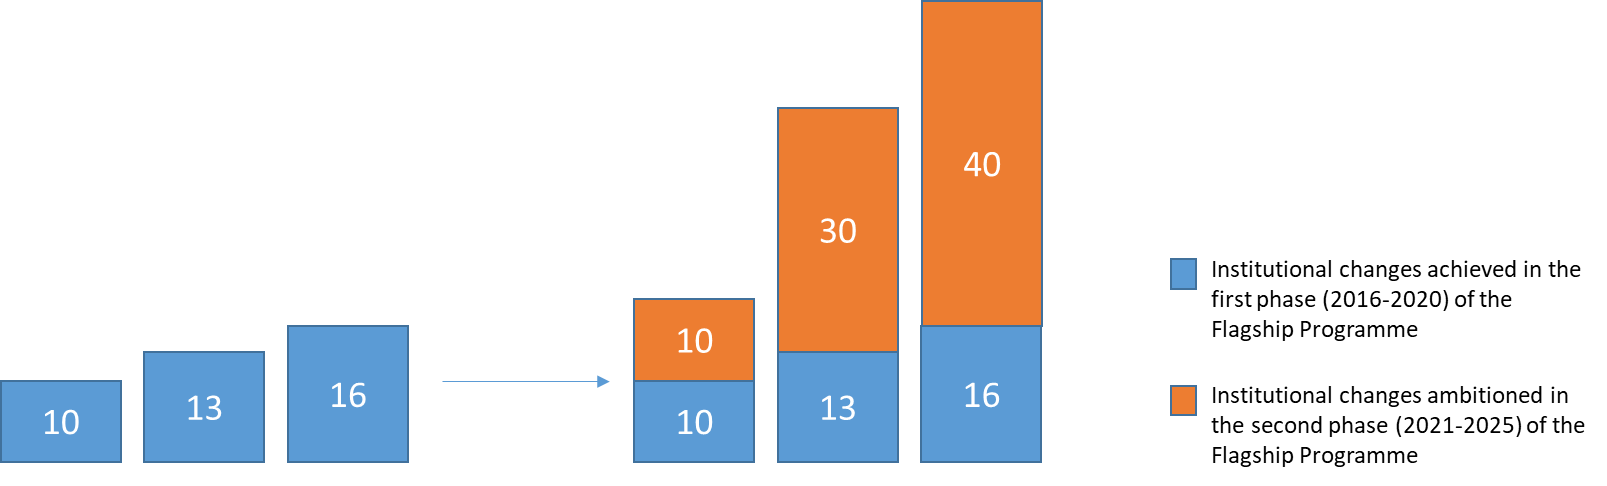 10
13
16
10
10
30
13
40
16
Institutional changes achieved in the
first phase (2016-2020) of the
Flagship Programme
Institutional changes ambitioned in
the second phase (2021-2025) of the
Flagship Programme